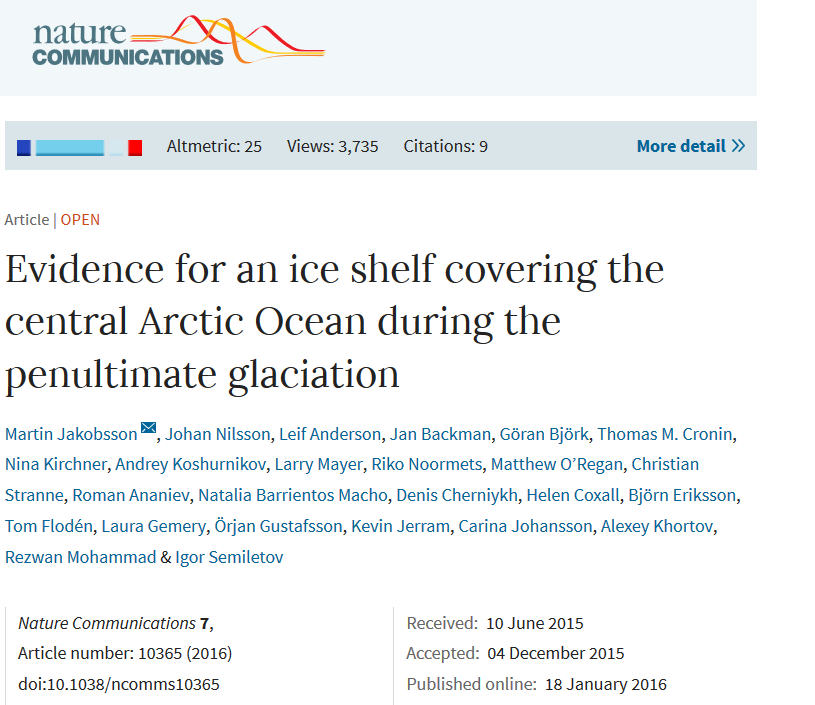 nature
COMMUNICATIONS
Altmetric: 25 Views: 3,735 Citations: 9 More detail »
Article | OPEN
Evidence for an ice shelf covering the
central Arctic Ocean during the
penultimate glaciation
Martin Jakobsson, Johan Nilsson, Leif Anderson, Jan Backman, Göran Björk, Thomas M. Cronin,
Nina Kirchner, Andrey Koshurnikov, Larry Mayer, Riko Noormets, Matthew O’Regan, Christian
Stranne, Roman Ananiev, Natalia Barrientos Macho, Denis Cherniykh, Helen Coxall, Björn Eriksson,
Tom Flodén, Laura Gemery, Örjan Gustafsson, Kevin Jerram, Carina Johansson, Alexey Khortov,
Rezwan Mohammad & Igor Semiletov
Nature Communications 7,
Article number: 10365 (2016)
doi:10.1038/ncomms10365
Received: 10 June 2015
Accepted: 04 December 2015
Published online: 18 January 2016